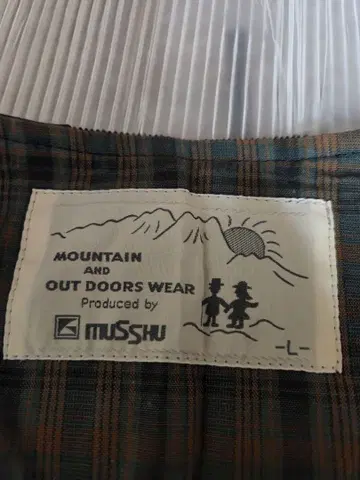 MOUNTAIN
AND
OUT DOORS WEAR
Produced by
MUSSHU
-L-